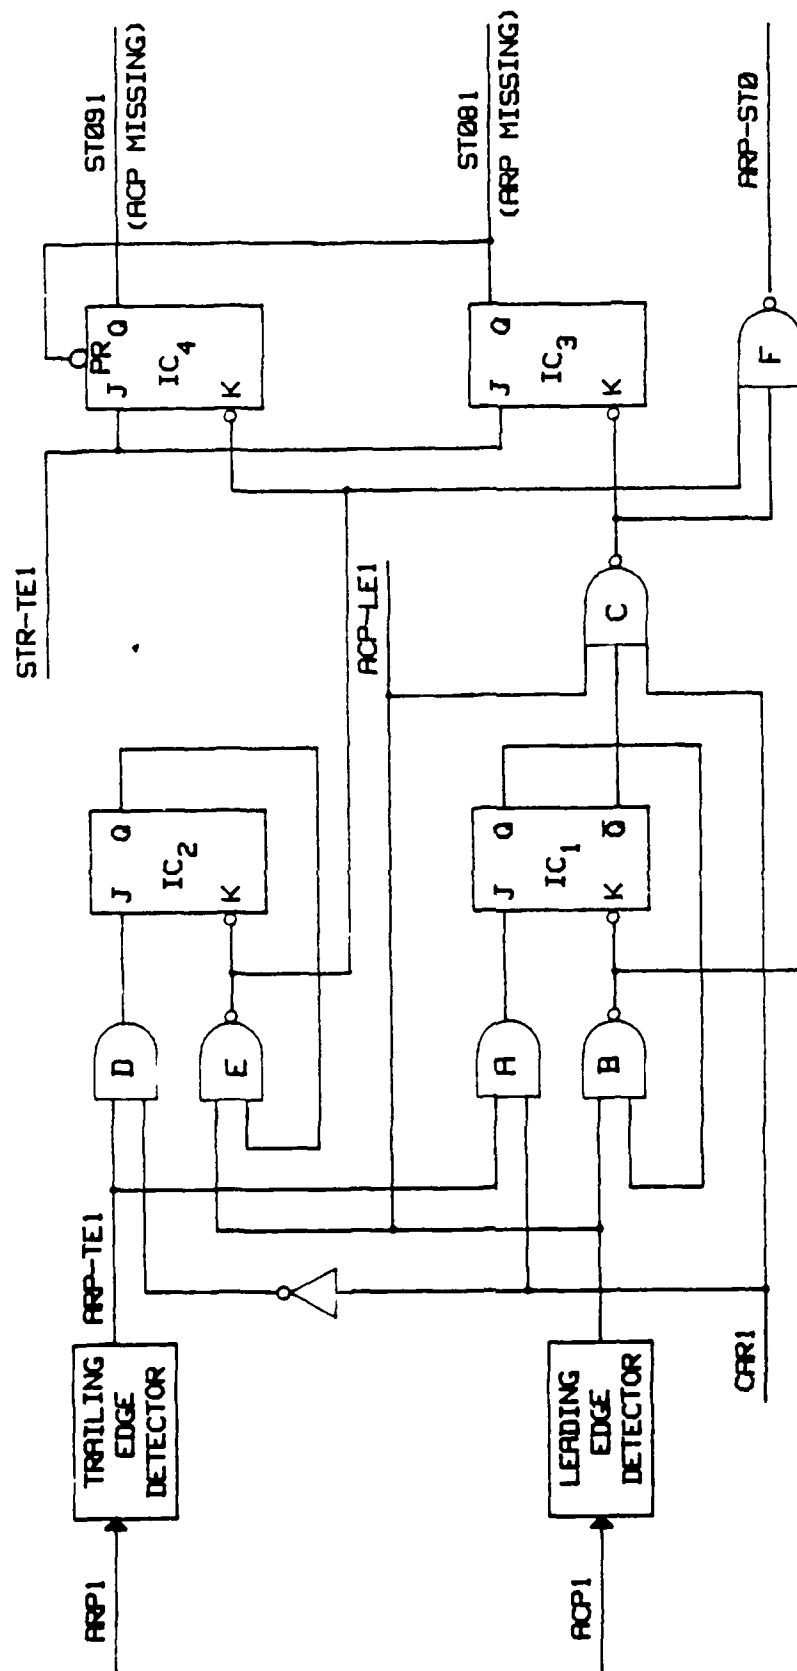 ARP1
TRAILING
EDGE
DETECTOR
ARP-TE1
D
J
Q
IC2
K
E
STR-TE1
PR
J
Q
IC4
K
ST091
(ACP MISSING)
ACP1
LEADING
EDGE
DETECTOR
ACP-LE1
A
J
Q
IC1
K
Q̅
B
C
J
Q
IC3
K
ST081
(ARP MISSING)
CAR1
F
ARP-ST0